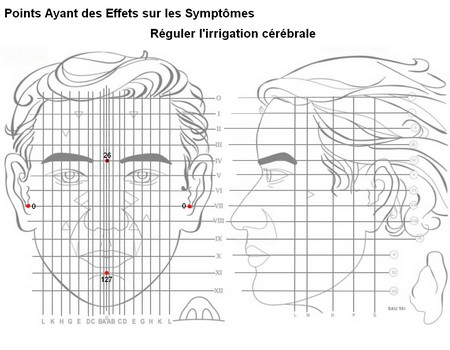 Points Ayant des Effets sur les Symptômes
Réguler l'irrigation cérébrale
O
I
II
III
26
IV
V
VI
0 0 VII
VIII
IX
X
127 XI
XII
L K H G E D C B A A B C D E G H K L